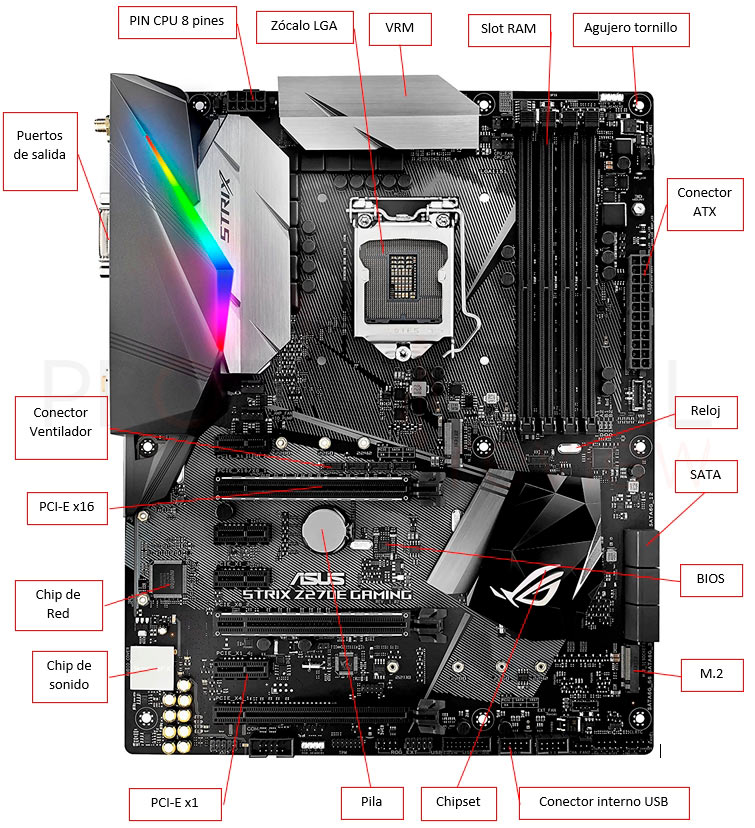 PIN CPU 8 pines
Zócalo LGA
VRM
Slot RAM
Agujero tornillo
Puertos
de salida
STRIX
Conector
ATX
Conector
Ventilador
Reloj
SATA
PCI-E x16
BIOS
ASUS
STRIX Z270E GAMING
Chip de
Red
Chip de
sonido
M.2
PCI-E x1
Pila
Chipset
Conector interno USB